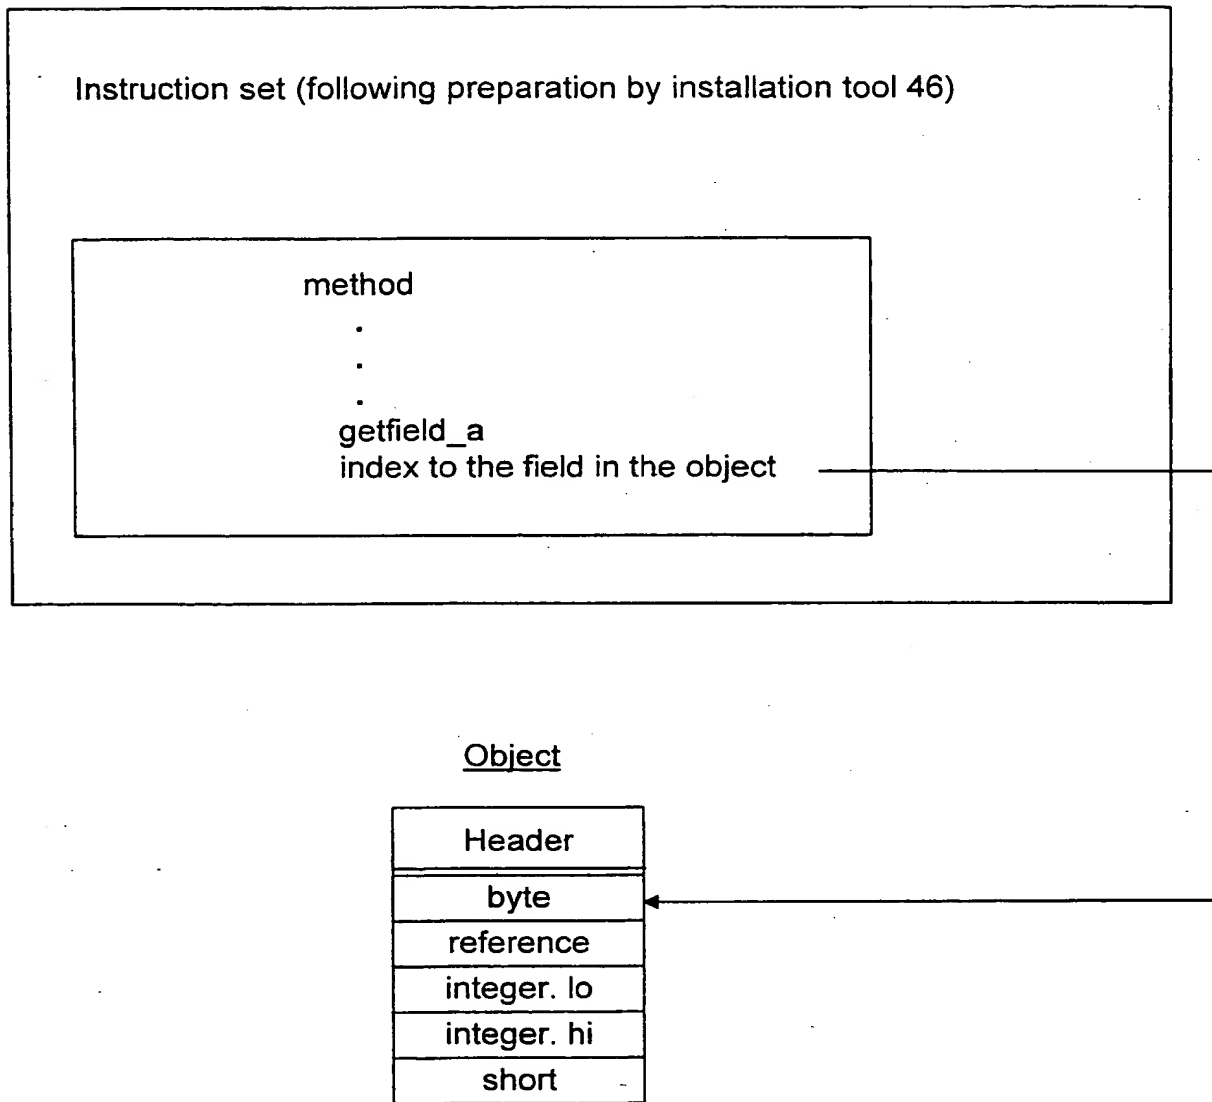 Instruction set (following preparation by installation tool 46)
method
.
.
.
getfield_a
index to the field in the object
Object
Header
byte
reference
integer. lo
integer. hi
short